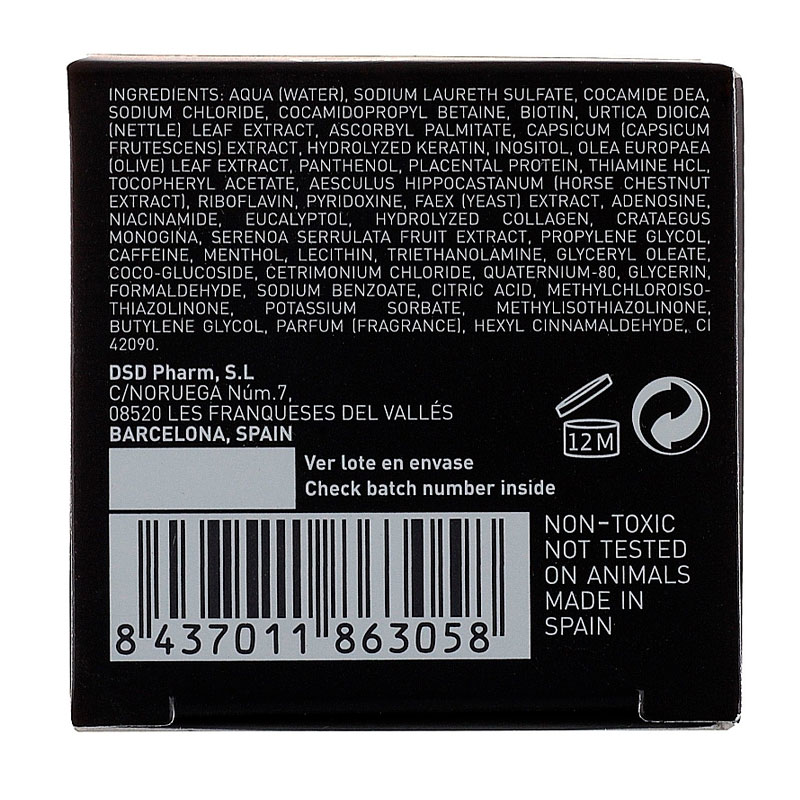 INGREDIENTS: AQUA (WATER), SODIUM LAURETH SULFATE, COCAMIDE DEA,
SODIUM CHLORIDE, COCAMIDOPROPYL BETAINE, BIOTIN, URTICA DIOICA
(NETTLE) LEAF EXTRACT, ASCORBYL PALMITATE, CAPSICUM (CAPSICUM
FRUTESCENS) EXTRACT, HYDROLYZED KERATIN, INOSITOL, OLEA EUROPAEA
(OLIVE) LEAF EXTRACT, PANTHENOL, PLACENTAL PROTEIN, THIAMINE HCL,
TOCOPHERYL ACETATE, AESCULUS HIPPOCASTANUM (HORSE CHESTNUT
EXTRACT), RIBOFLAVIN, PYRIDOXINE, FAEX (YEAST) EXTRACT, ADENOSINE,
NIACINAMIDE, EUCALYPTOL, HYDROLYZED COLLAGEN, CRATAEGUS
MONOGIŃA, SERENOA SERRULATA FRUIT EXTRACT, PROPYLENE GLYCOL,
CAFFEINE, MENTHOL, LECITHIN, TRIETHANOLAMINE, GLYCERYL OLEATE,
COCO-GLUCOSIDE, CETRIMONIUM CHLORIDE, QUATERNIUM-80, GLYCERIN,
FORMALDEHYDE, SODIUM BENZOATE, CITRIC ACID, METHYLCHLOROISO-
THIAZOLINONE, POTASSIUM SORBATE, METHYLISOTHIAZOLINONE,
BUTYLENE GLYCOL, PARFUM (FRAGRANCE), HEXYL CINNAMALDEHYDE, CI
42090.
DSD Pharm, S.L
C/NORUEGA Núm.7,
08520 LES FRANQUESES DEL VALLÉS
BARCELONA, SPAIN
12M
Ver lote en envase
Check batch number inside
8 437011 863058
NON-TOXIC
NOT TESTED
ON ANIMALS
MADE IN
SPAIN